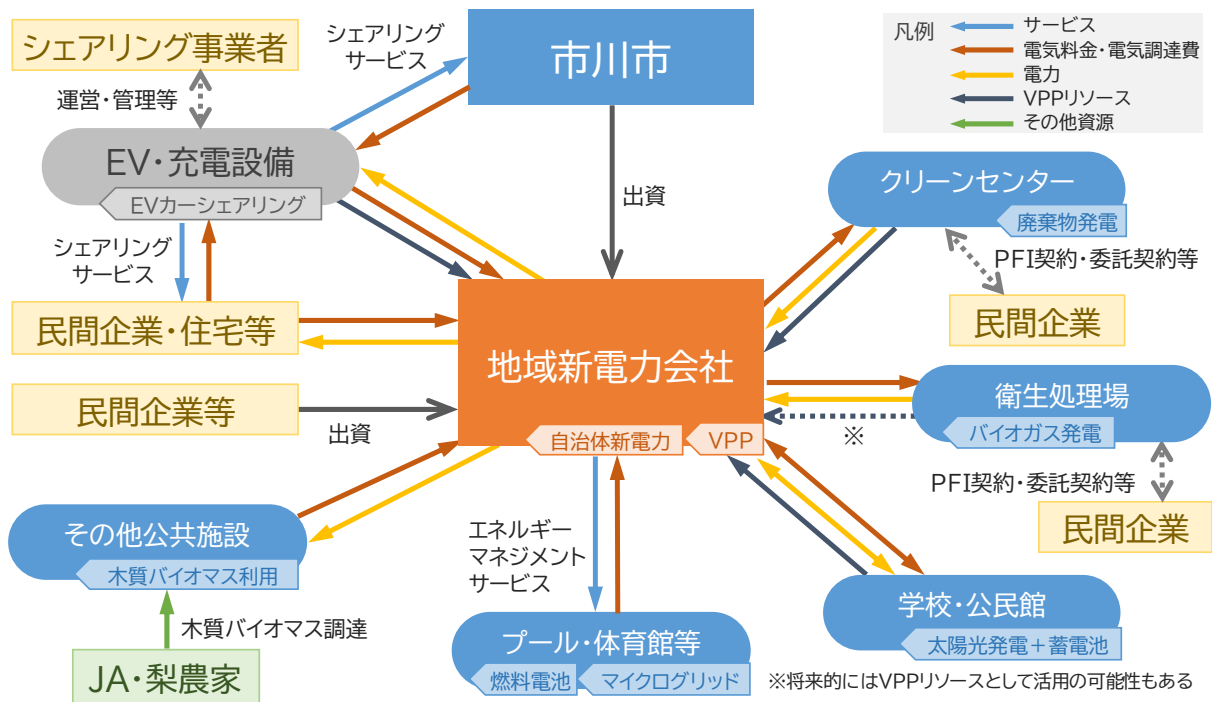 シェアリング事業者
運営・管理等
EV・充電設備
EVカーシェアリング
シェアリング
サービス
市川市
出資
凡例
サービス
電気料金・電気調達費
電力
VPPリソース
その他資源
クリーンセンター
廃棄物発電
PFI契約・委託契約等
民間企業
シェアリング
サービス
民間企業・住宅等
民間企業等
出資
地域新電力会社
自治体新電力
VPP
衛生処理場
バイオガス発電
※
PFI契約・委託契約等
民間企業
その他公共施設
木質バイオマス利用
木質バイオマス調達
JA・梨農家
エネルギー
マネジメント
サービス
プール・体育館等
燃料電池
マイクログリッド
学校・公民館
太陽光発電＋蓄電池
※将来的にはVPPリソースとして活用の可能性もある